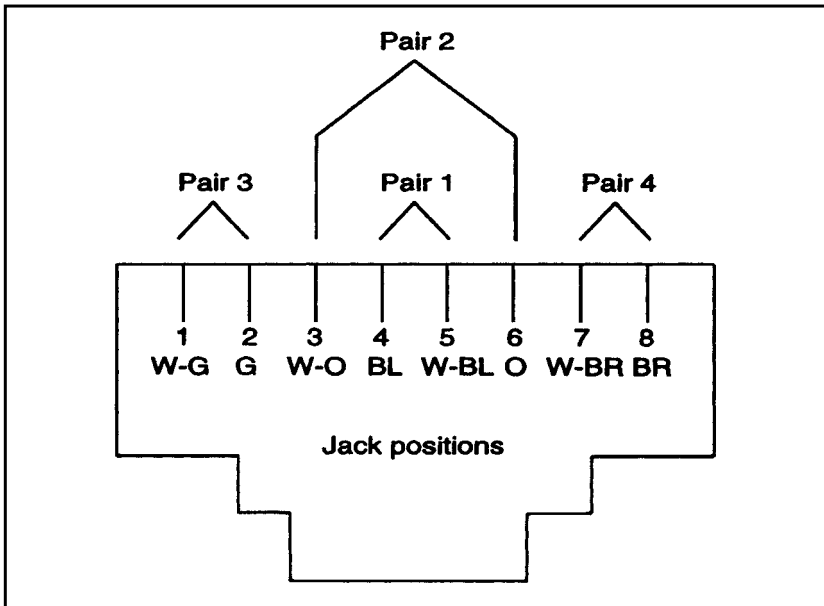 Pair 2
Pair 3 Pair 1 Pair 4
1 2 3 4 5 6 7 8
W-G G W-O BL W-BL O W-BR BR
Jack positions